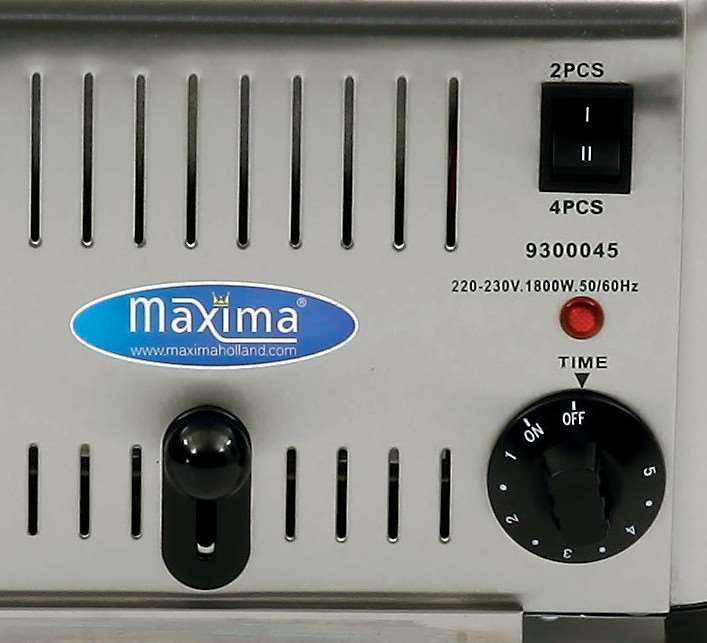 2PCS
I
II
4PCS
9300045
220-230V.1800W.50/60Hz
maxima®
www.maximaholland.com
TIME
OFF
ON
1
2
3
4
5